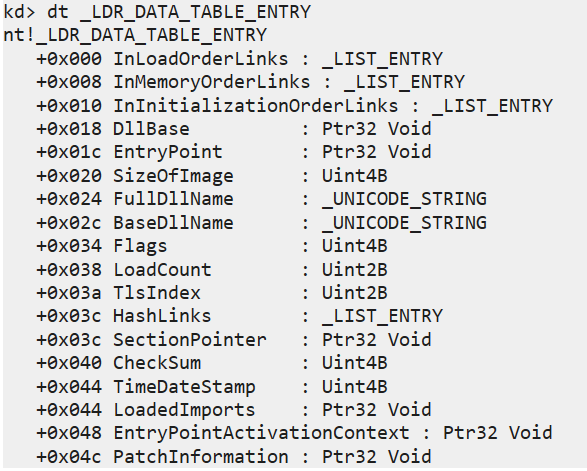 kd> dt _LDR_DATA_TABLE_ENTRY
nt!_LDR_DATA_TABLE_ENTRY
   +0x000 InLoadOrderLinks : _LIST_ENTRY
   +0x008 InMemoryOrderLinks : _LIST_ENTRY
   +0x010 InInitializationOrderLinks : _LIST_ENTRY
   +0x018 DllBase          : Ptr32 Void
   +0x01c EntryPoint       : Ptr32 Void
   +0x020 SizeOfImage      : Uint4B
   +0x024 FullDllName      : _UNICODE_STRING
   +0x02c BaseDllName      : _UNICODE_STRING
   +0x034 Flags            : Uint4B
   +0x038 LoadCount        : Uint2B
   +0x03a TlsIndex         : Uint2B
   +0x03c HashLinks        : _LIST_ENTRY
   +0x03c SectionPointer   : Ptr32 Void
   +0x040 CheckSum         : Uint4B
   +0x044 TimeDateStamp    : Uint4B
   +0x044 LoadedImports    : Ptr32 Void
   +0x048 EntryPointActivationContext : Ptr32 Void
   +0x04c PatchInformation : Ptr32 Void